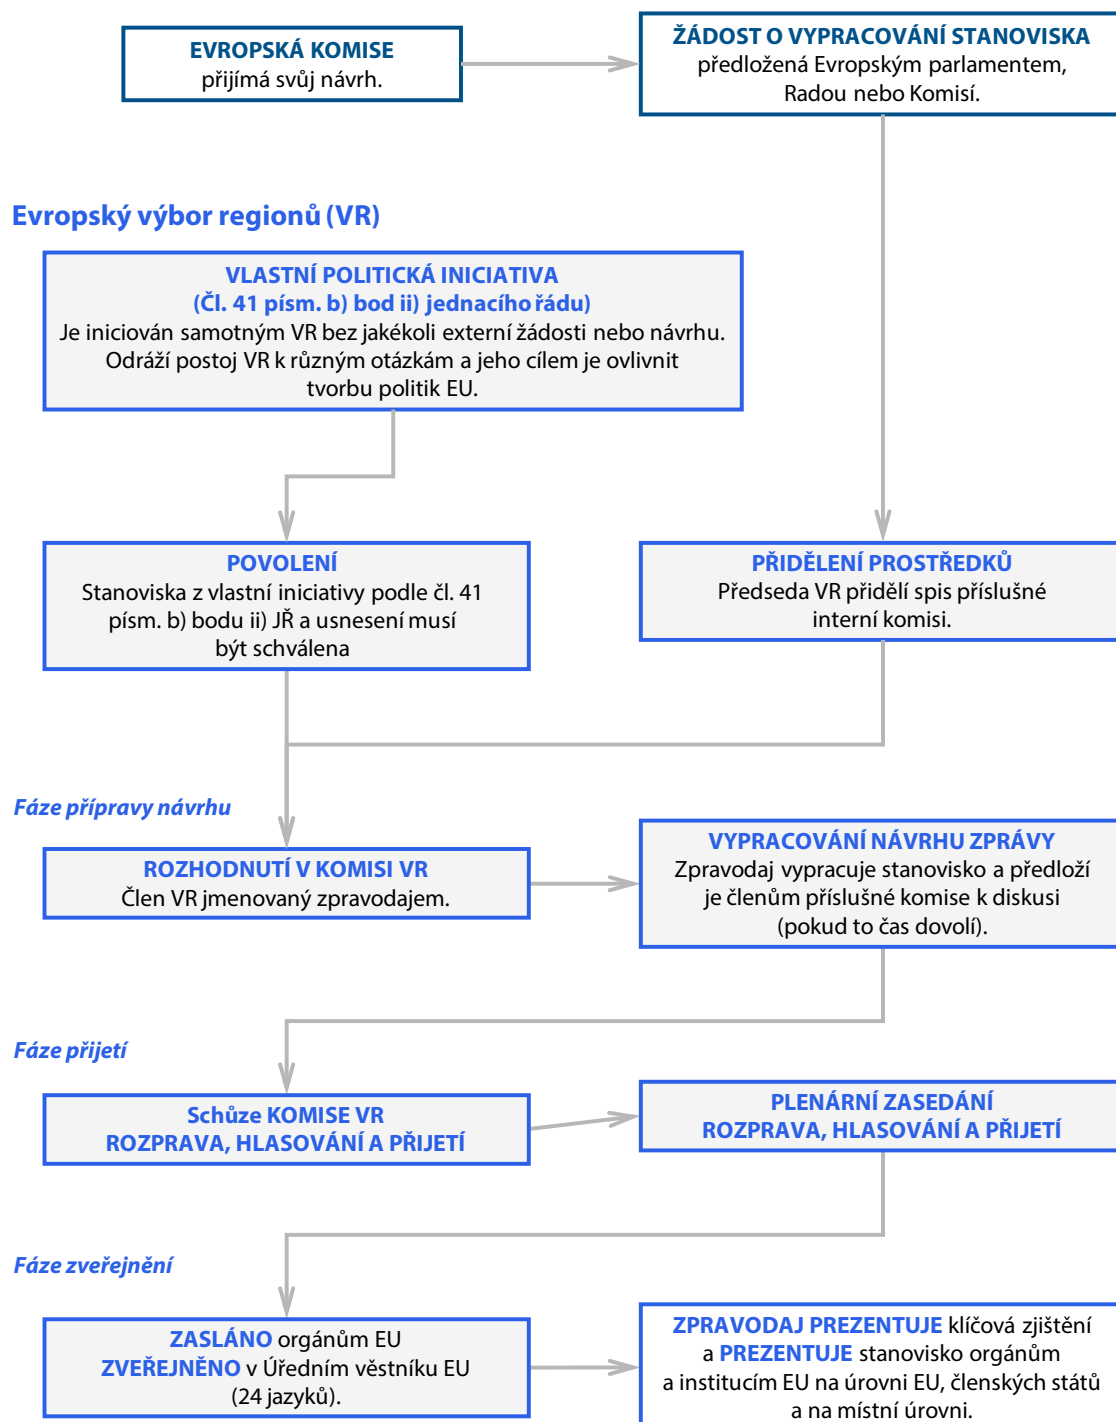 EVROPSKÁ KOMISE
přijímá svůj návrh.
ŽÁDOST O VYPRACOVÁNÍ STANOVISKA
předložená Evropským parlamentem,
Radou nebo Komisí.
Evropský výbor regionů (VR)
VLASTNÍ POLITICKÁ INICIATIVA
(Čl. 41 písm. b) bod ii) jednacího řádu)
Je iniciován samotným VR bez jakékoli externí žádosti nebo návrhu.
Odráží postoj VR k různým otázkám a jeho cílem je ovlivnit
tvorbu politik EU.
POVOLENÍ
Stanoviska z vlastní iniciativy podle čl. 41
písm. b) bodu ii) JŘ a usnesení musí
být schválena
PŘIDĚLENÍ PROSTŘEDKŮ
Předseda VR přidělí spis příslušné
interní komisi.
Fáze přípravy návrhu
ROZHODNUTÍ V KOMISI VR
Člen VR jmenovaný zpravodajem.
VYPRACOVÁNÍ NÁVRHU ZPRÁVY
Zpravodaj vypracuje stanovisko a předloží
je členům příslušné komise k diskusi
(pokud to čas dovolí).
Fáze přijetí
Schůze KOMISE VR
ROZPRAVA, HLASOVÁNÍ A PŘIJETÍ
PLENÁRNÍ ZASEDÁNÍ
ROZPRAVA, HLASOVÁNÍ A PŘIJETÍ
Fáze zveřejnění
ZASLÁNO orgánům EU
ZVEŘEJNĚNO v Úředním věstníku EU
(24 jazyků).
ZPRAVODAJ PREZENTUJE klíčová zjištění
a PREZENTUJE stanovisko orgánům
a institucím EU na úrovni EU, členských států
a na místní úrovni.